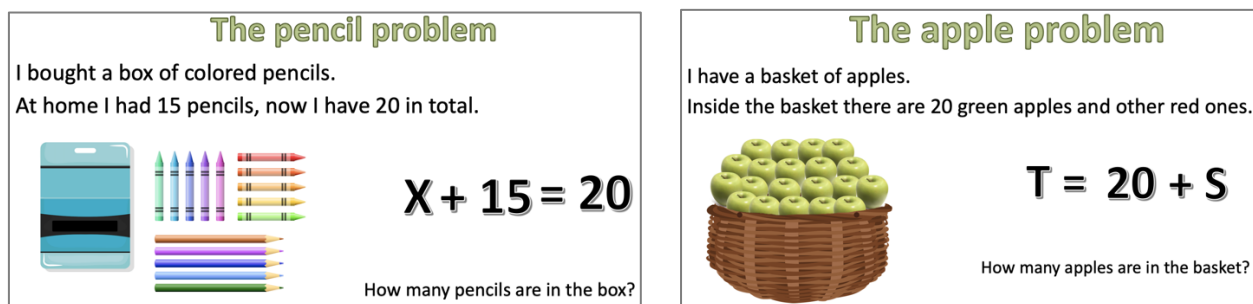 The pencil problem
I bought a box of colored pencils.
At home I had 15 pencils, now I have 20 in total.
X + 15 = 20
How many pencils are in the box?
The apple problem
I have a basket of apples.
Inside the basket there are 20 green apples and other red ones.
T = 20 + S
How many apples are in the basket?